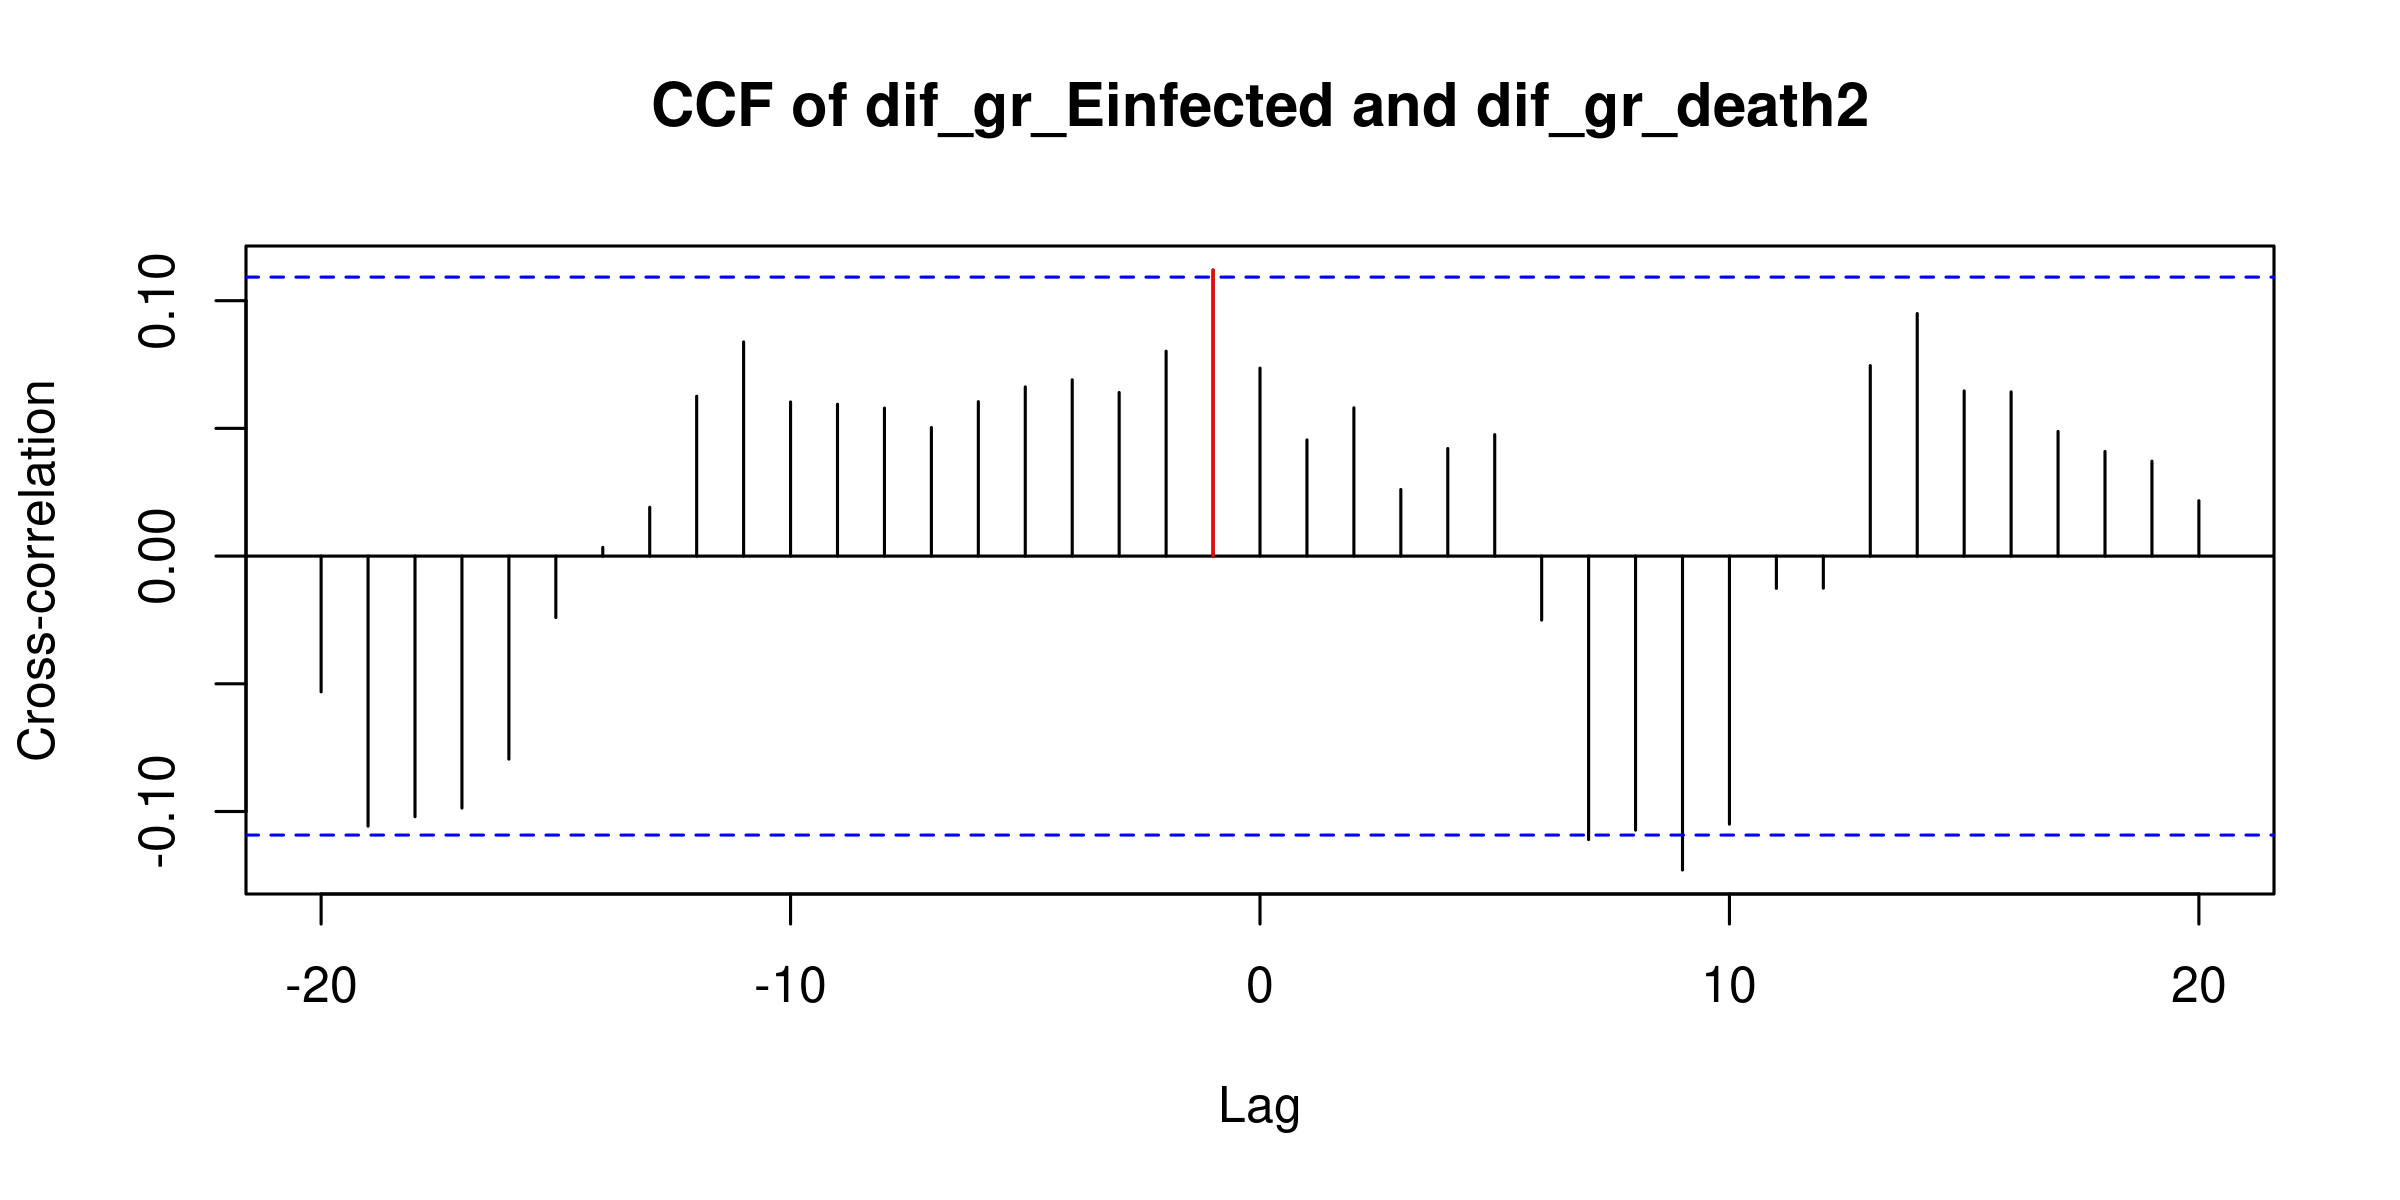 CCF of dif_gr_Einfected and dif_gr_death2
Cross-correlation
0.10
0.00
-0.10
-20 -10 0 10 20
Lag